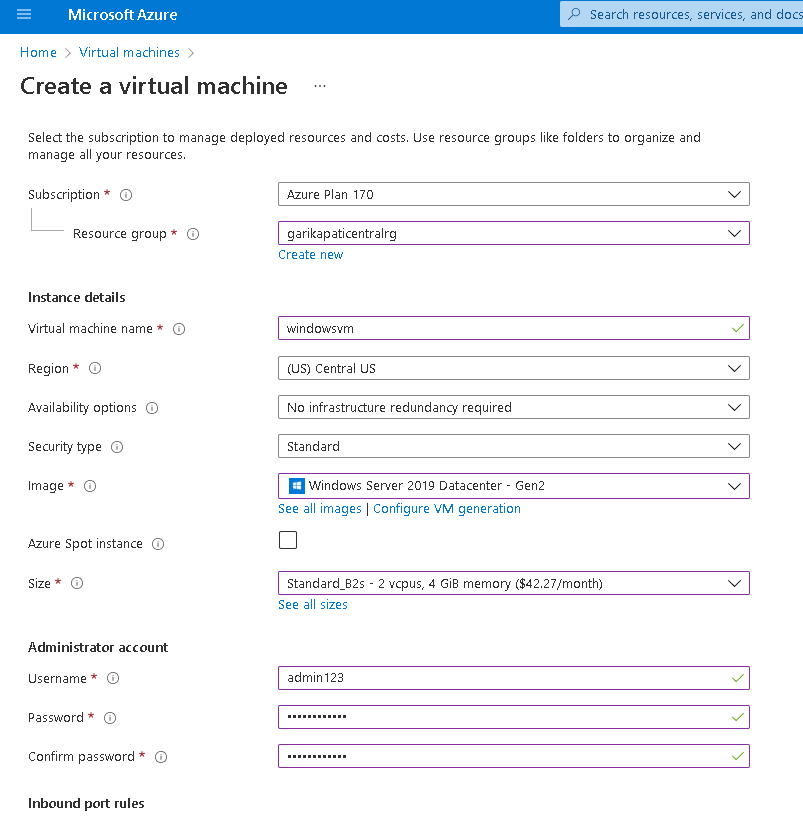 Microsoft Azure
Search resources, services, and docs
Home > Virtual machines >
Create a virtual machine ...
Select the subscription to manage deployed resources and costs. Use resource groups like folders to organize and
manage all your resources.
Subscription * Azure Plan 170
Resource group * garikapaticentralrg
Create new
Instance details
Virtual machine name * windowsvm
Region * (US) Central US
Availability options No infrastructure redundancy required
Security type Standard
Image * Windows Server 2019 Datacenter - Gen2
See all images | Configure VM generation
Azure Spot instance
Size * Standard_B2s - 2 vcpus, 4 GiB memory ($42.27/month)
See all sizes
Administrator account
Username * admin123
Password * ••••••••••••
Confirm password * ••••••••••••
Inbound port rules